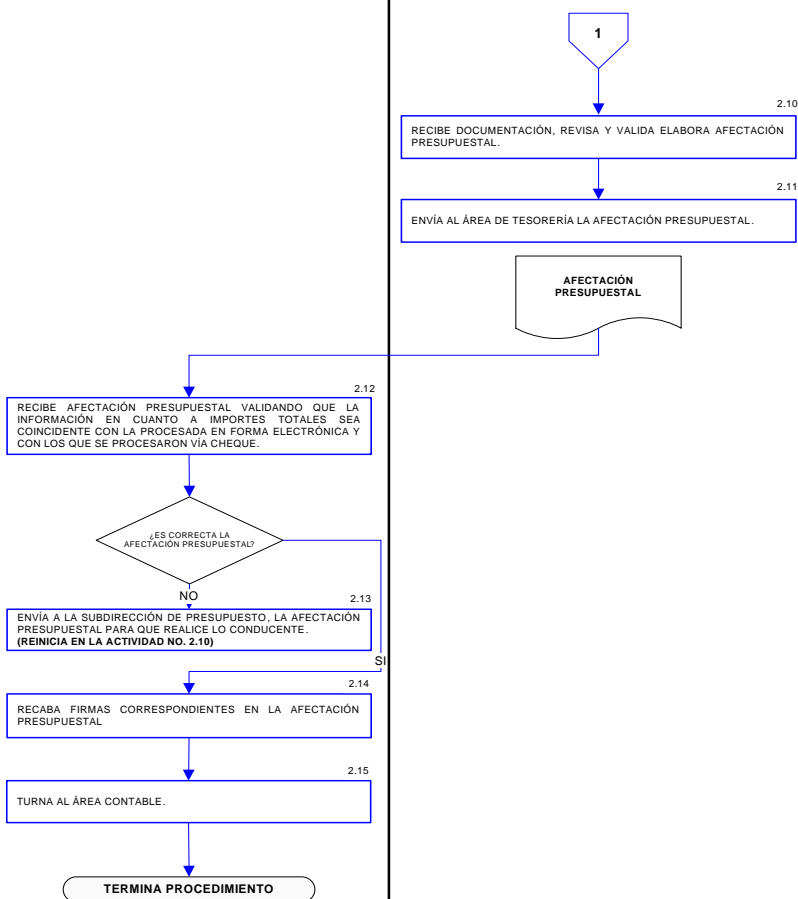 1
2.10
RECIBE DOCUMENTACIÓN, REVISA Y VALIDA ELABORA AFECTACIÓN
PRESUPUESTAL.
2.11
ENVÍA AL ÁREA DE TESORERÍA LA AFECTACIÓN PRESUPUESTAL.
AFECTACIÓN
PRESUPUESTAL
2.12
RECIBE AFECTACIÓN PRESUPUESTAL VALIDANDO QUE LA
INFORMACIÓN EN CUANTO A IMPORTES TOTALES SEA
COINCIDENTE CON LA PROCESADA EN FORMA ELECTRÓNICA Y
CON LOS QUE SE PROCESARON VÍA CHEQUE.
¿ES CORRECTA LA
AFECTACIÓN PRESUPUESTAL?
NO
2.13
ENVÍA A LA SUBDIRECCIÓN DE PRESUPUESTO, LA AFECTACIÓN
PRESUPUESTAL PARA QUE REALICE LO CONDUCENTE.
(REINICIA EN LA ACTIVIDAD NO. 2.10)
SI
2.14
RECABA FIRMAS CORRESPONDIENTES EN LA AFECTACIÓN
PRESUPUESTAL
2.15
TURNA AL ÁREA CONTABLE.
TERMINA PROCEDIMIENTO